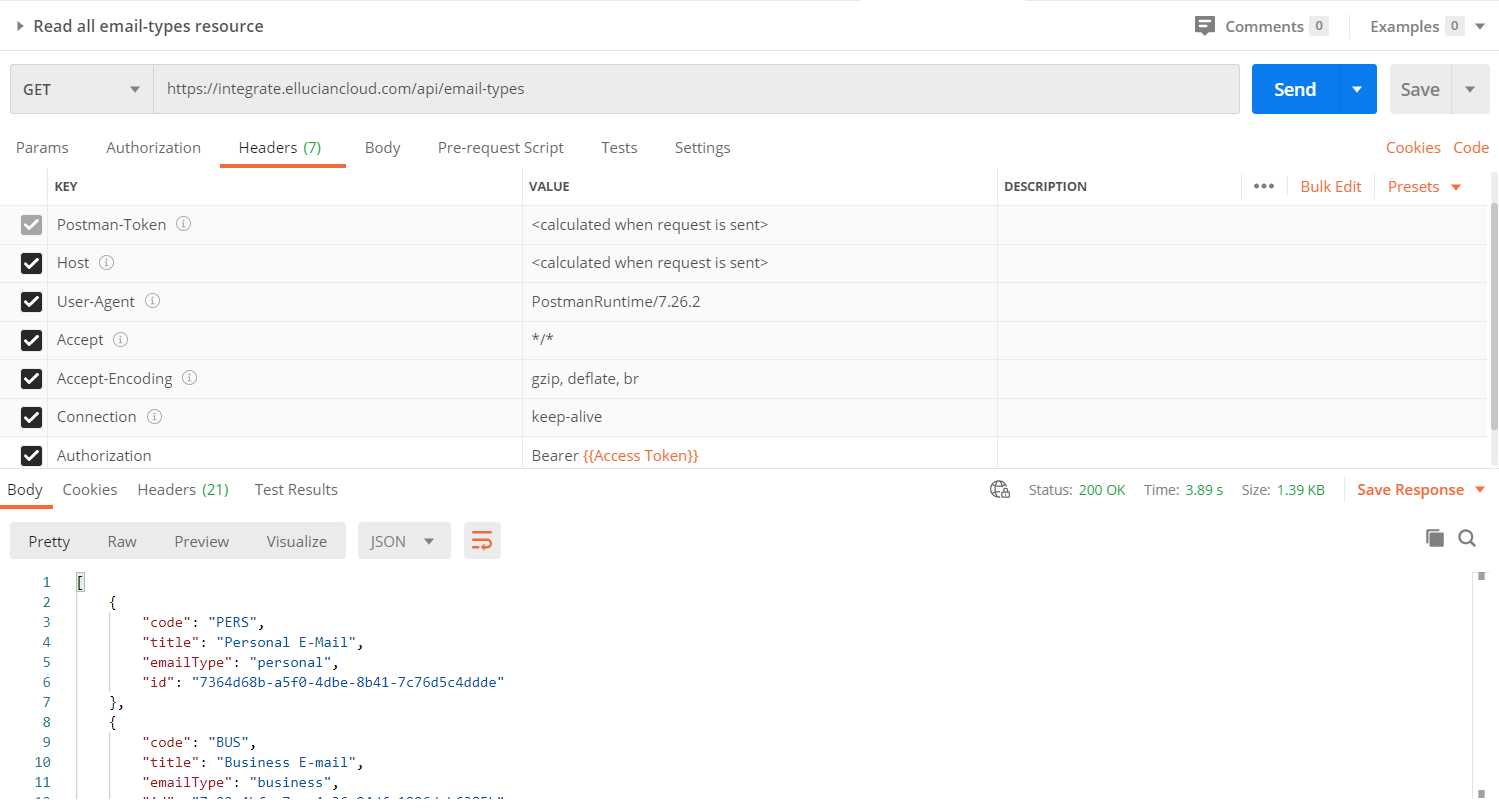 Read all email-types resource
Comments 0
Examples 0
GET
https://integrate.elluciancloud.com/api/email-types
Send
Save
Params Authorization Headers (7) Body Pre-request Script Tests Settings
Cookies Code
KEY VALUE DESCRIPTION
••• Bulk Edit Presets
Postman-Token <calculated when request is sent>
Host <calculated when request is sent>
User-Agent PostmanRuntime/7.26.2
Accept */*
Accept-Encoding gzip, deflate, br
Connection keep-alive
Authorization Bearer {{Access Token}}
Body Cookies Headers (21) Test Results
Status: 200 OK Time: 3.89 s Size: 1.39 KB Save Response
Pretty Raw Preview Visualize JSON
1 [
2 {
3 "code": "PERS",
4 "title": "Personal E-Mail",
5 "emailType": "personal",
6 "id": "7364d68b-a5f0-4dbe-8b41-7c76d5c4ddde"
7 },
8 {
9 "code": "BUS",
10 "title": "Business E-mail",
11 "emailType": "business",